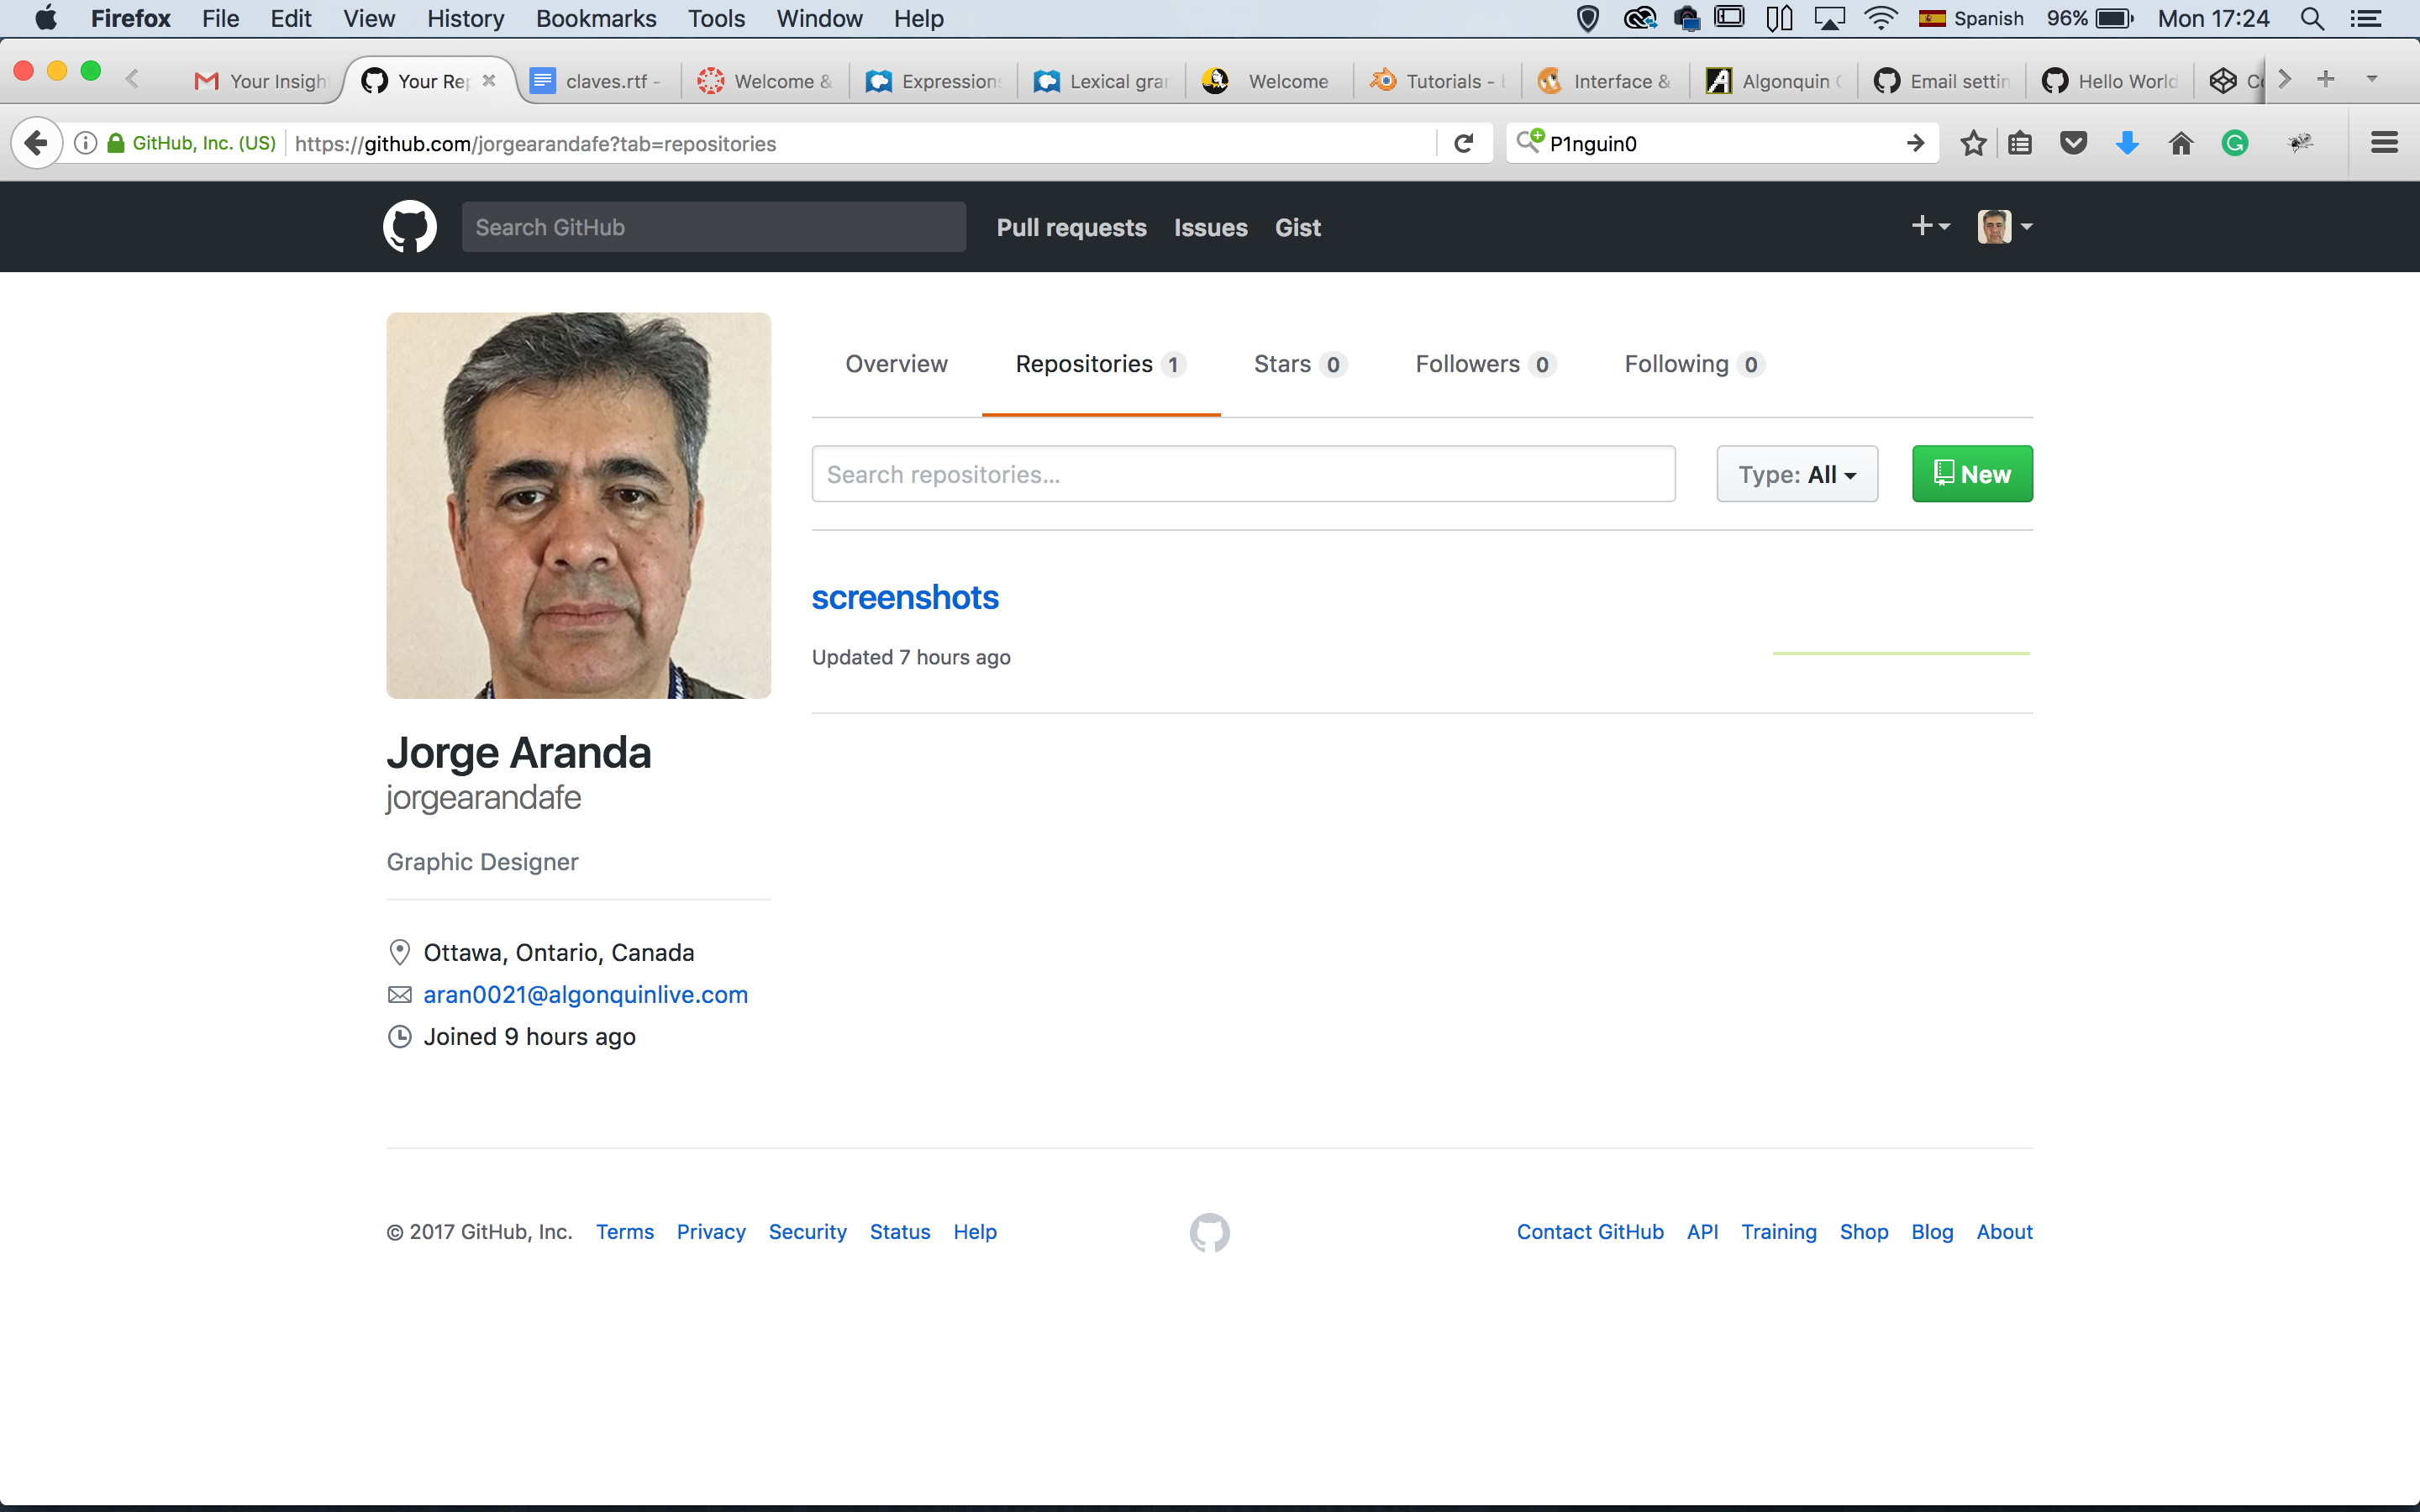 Firefox File Edit View History Bookmarks Tools Window Help Spanish 96% Mon 17:24
Your Insigh Your Rep claves.rtf - Welcome & Expressions Lexical gra Welcome Tutorials - b Interface & Algonquin C Email settin Hello World Co
GitHub, Inc. (US) https://github.com/jorgearandafe?tab=repositories P1nguin0
Search GitHub Pull requests Issues Gist
Overview Repositories 1 Stars 0 Followers 0 Following 0
Search repositories... Type: All New
screenshots
Updated 7 hours ago
Jorge Aranda
jorgearandafe
Graphic Designer
Ottawa, Ontario, Canada
aran0021@algonquinlive.com
Joined 9 hours ago
© 2017 GitHub, Inc. Terms Privacy Security Status Help Contact GitHub API Training Shop Blog About